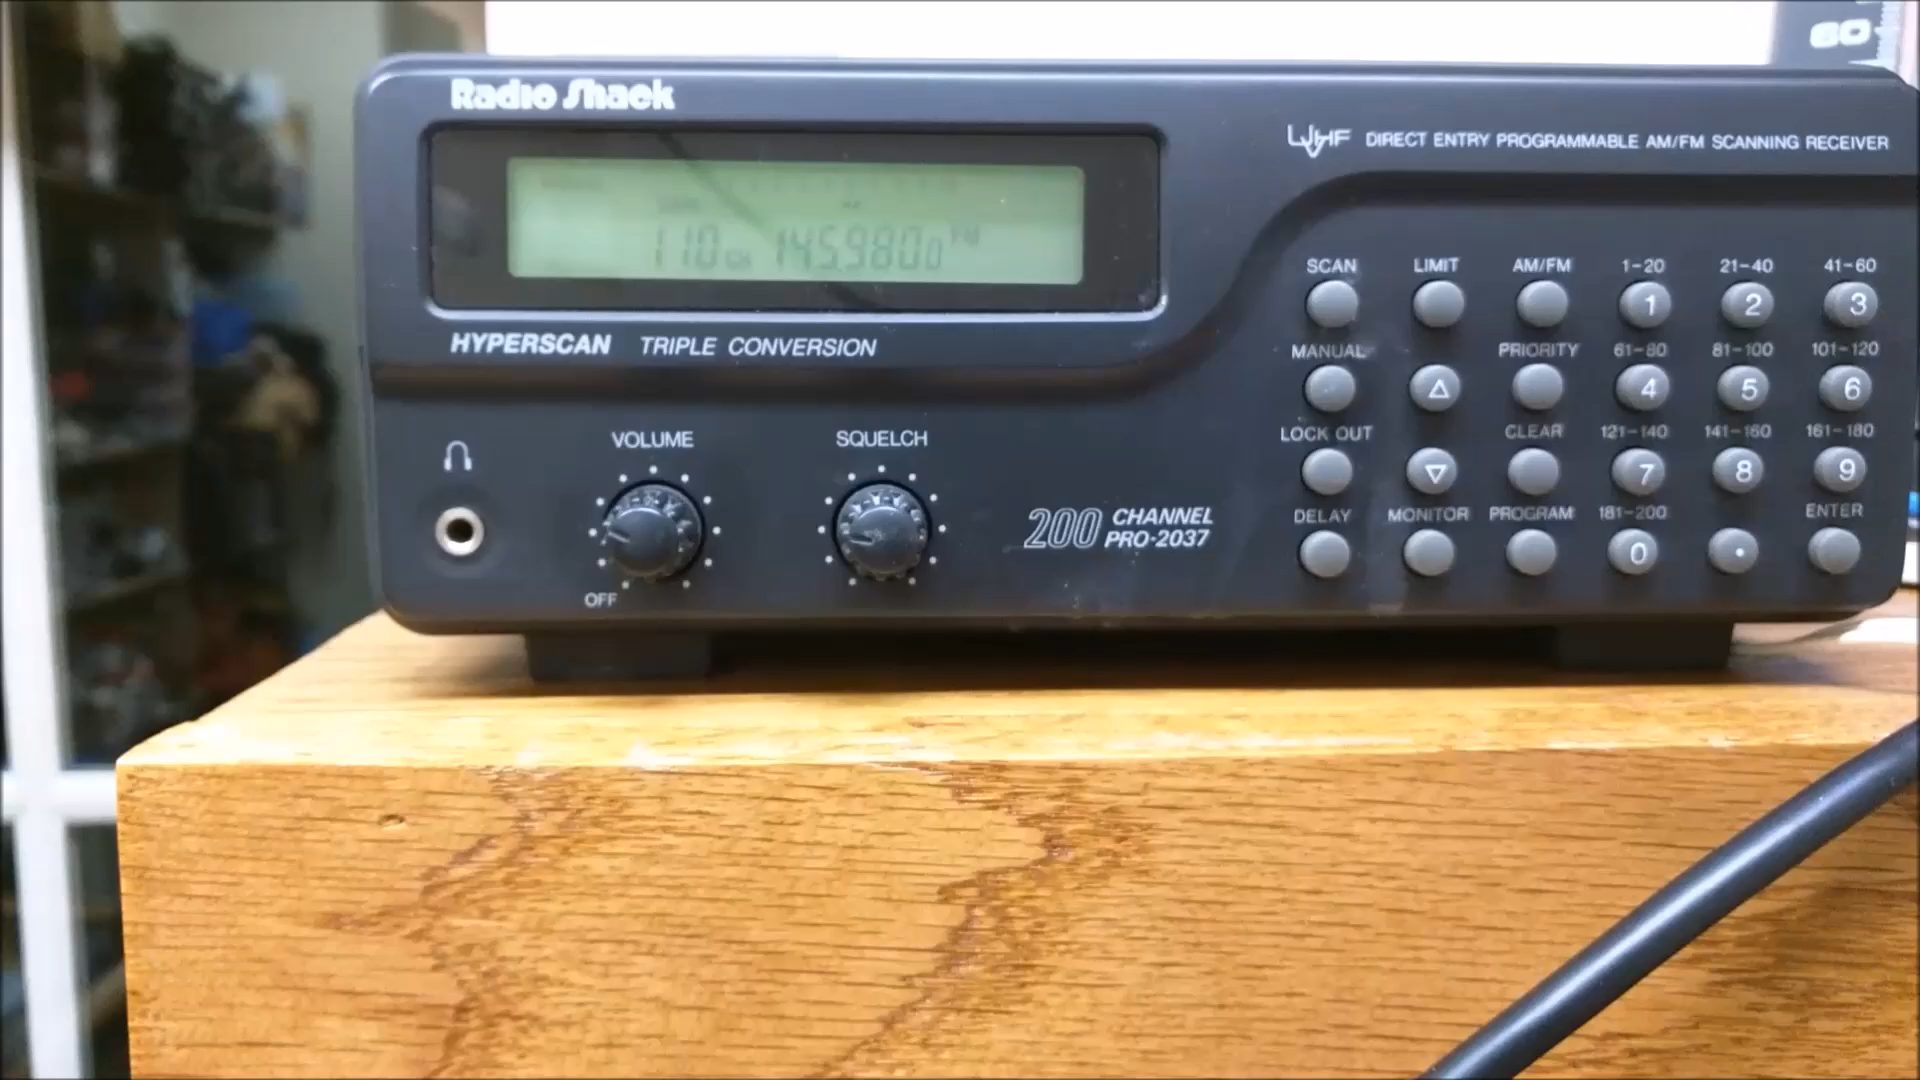 60
Radio Shack
UVHF DIRECT ENTRY PROGRAMMABLE AM/FM SCANNING RECEIVER
110 CH 145.9800
HYPERSCAN TRIPLE CONVERSION
VOLUME
SQUELCH
OFF
200 CHANNEL
PRO-2037
SCAN LIMIT AM/FM 1-20 21-40 41-60
1 2 3
MANUAL PRIORITY 61-80 81-100 101-120
△ 4 5 6
LOCK OUT CLEAR 121-140 141-160 161-180
▽ 7 8 9
DELAY MONITOR PROGRAM 181-200 ENTER
0 •